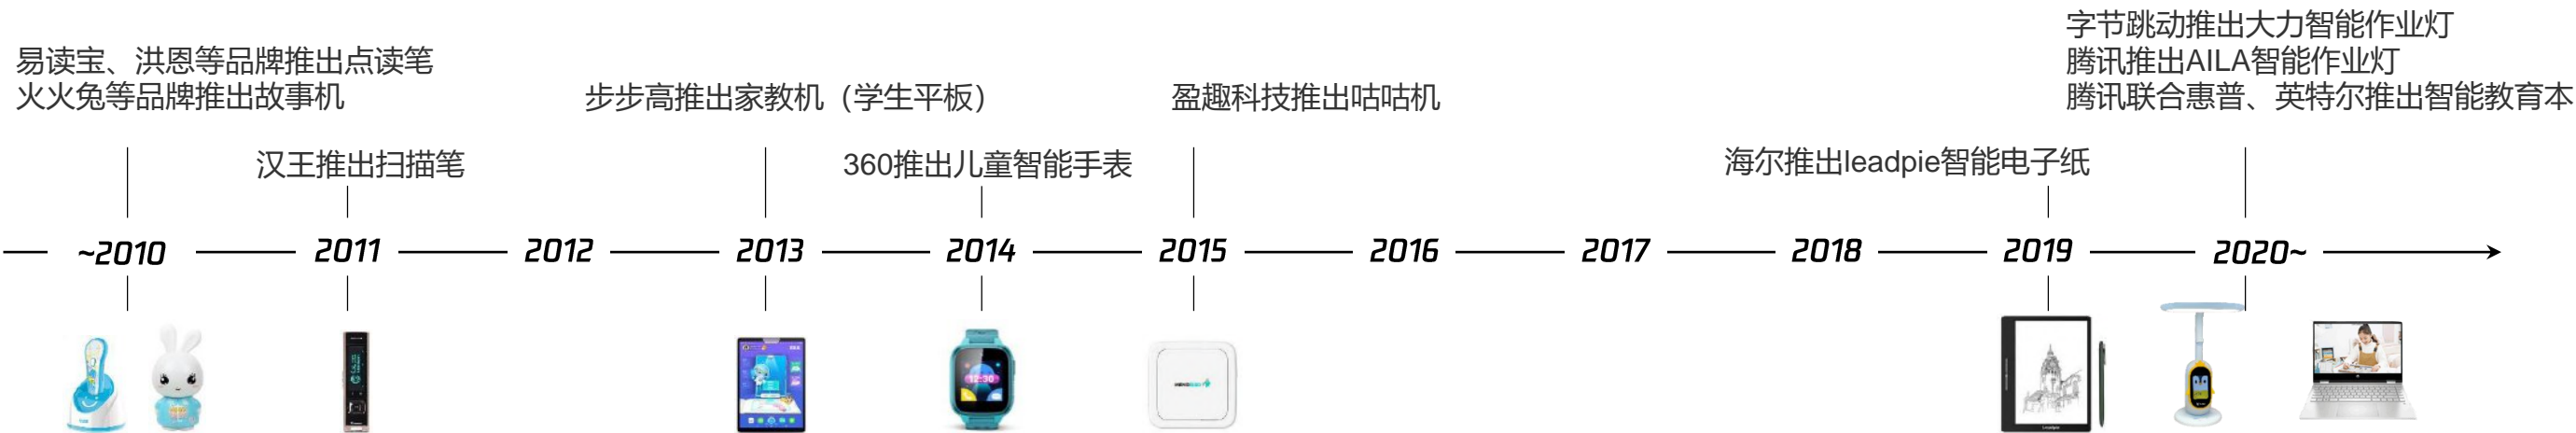 易读宝、洪恩等品牌推出点读笔
火火兔等品牌推出故事机
汉王推出扫描笔
步步高推出家教机（学生平板）
360推出儿童智能手表
盈趣科技推出咕咕机
海尔推出leadpie智能电子纸
字节跳动推出大力智能作业灯
腾讯推出AILA智能作业灯
腾讯联合惠普、英特尔推出智能教育本
~2010
2011
2012
2013
2014
2015
2016
2017
2018
2019
2020~
12:30